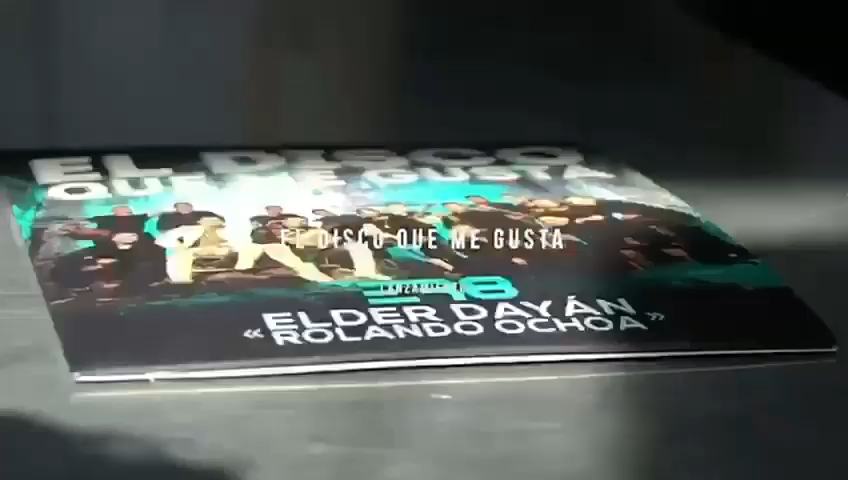 EL DISCO
QUE ME GUSTA
EL DISCO QUE ME GUSTA
LANZAMIENTO
ELDER DAYÁN
« ROLANDO OCHOA »